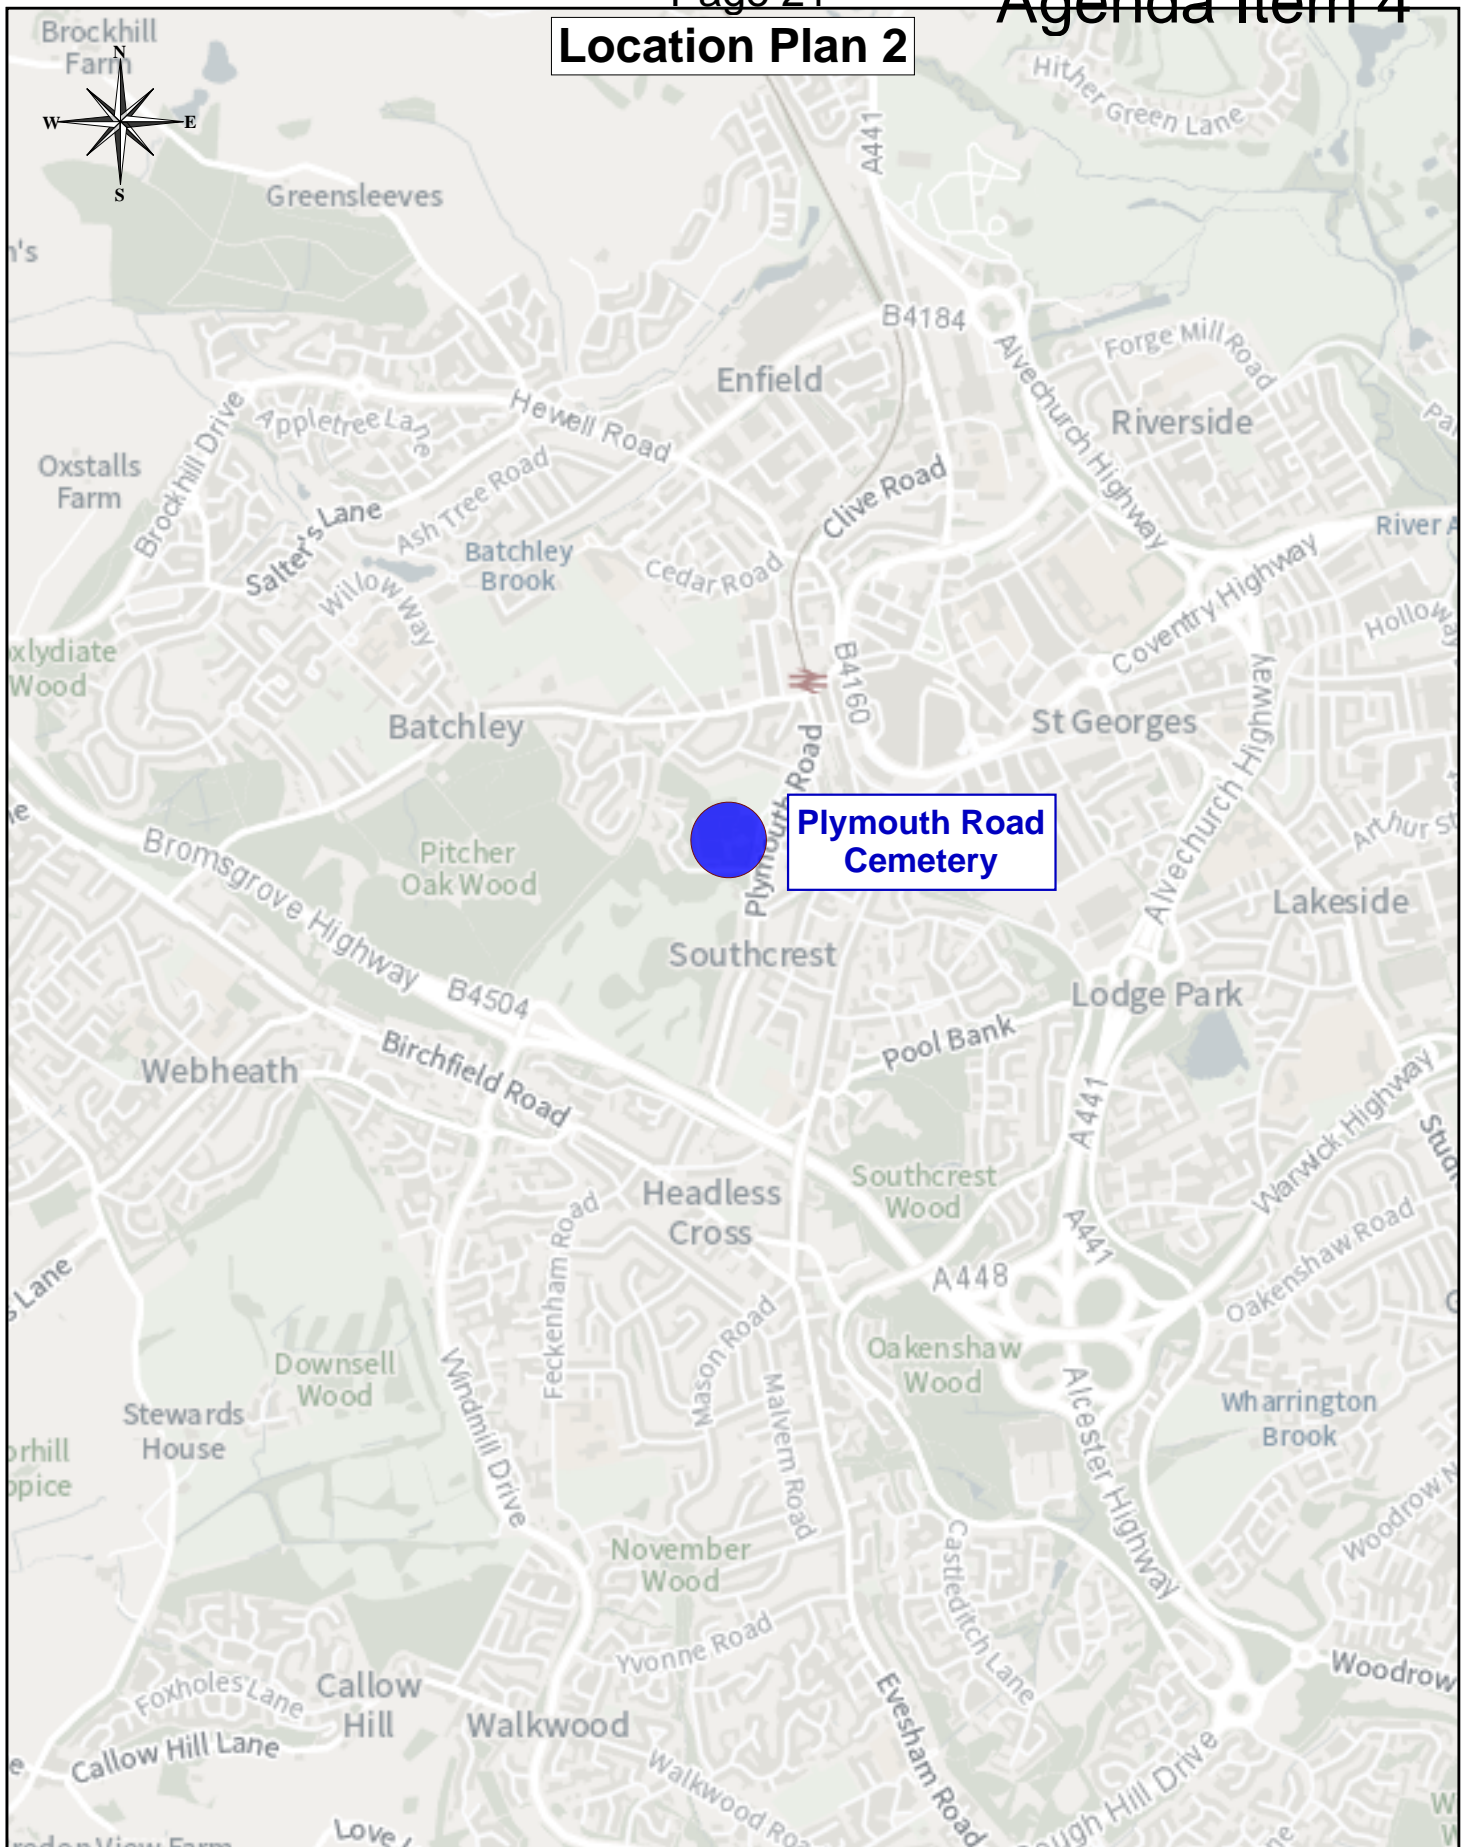 Agenda Item 4
Location Plan 2
Brockhill
Farm
N
W
E
S
Hither Green Lane
A441
Greensleeves
B4184
Enfield
Alvechurch Highway
Forge Mill Road
Riverside
Hewell Road
Appletree Lane
Brockhill Drive
Oxstalls
Farm
Ash Tree Road
Salter's Lane
Clive Road
Batchley
Brook
Cedar Road
Willow Way
Coventry Highway
B4160
Batchley
St Georges
Alvechurch Highway
Plymouth Road
Plymouth Road
Cemetery
Pitcher
Oak Wood
Bromsgrove Highway
B4504
Southcrest
Lakeside
Lodge Park
Pool Bank
Webheath
Birchfield Road
A441
Warwick Highway
Southcrest
Wood
Headless
Cross
Feckenham Road
A441
A448
Oakenshaw Road
Mason Road
Oakenshaw
Wood
Downsell
Wood
Windmill Drive
Malvern Road
Alcester Highway
Wharrington
Brook
Stewards
House
November
Wood
Castleditch Lane
Yvonne Road
Woodrow
Foxholes Lane
Callow
Hill
Walkwood
Callow Hill Lane
Evesham Road
Wood